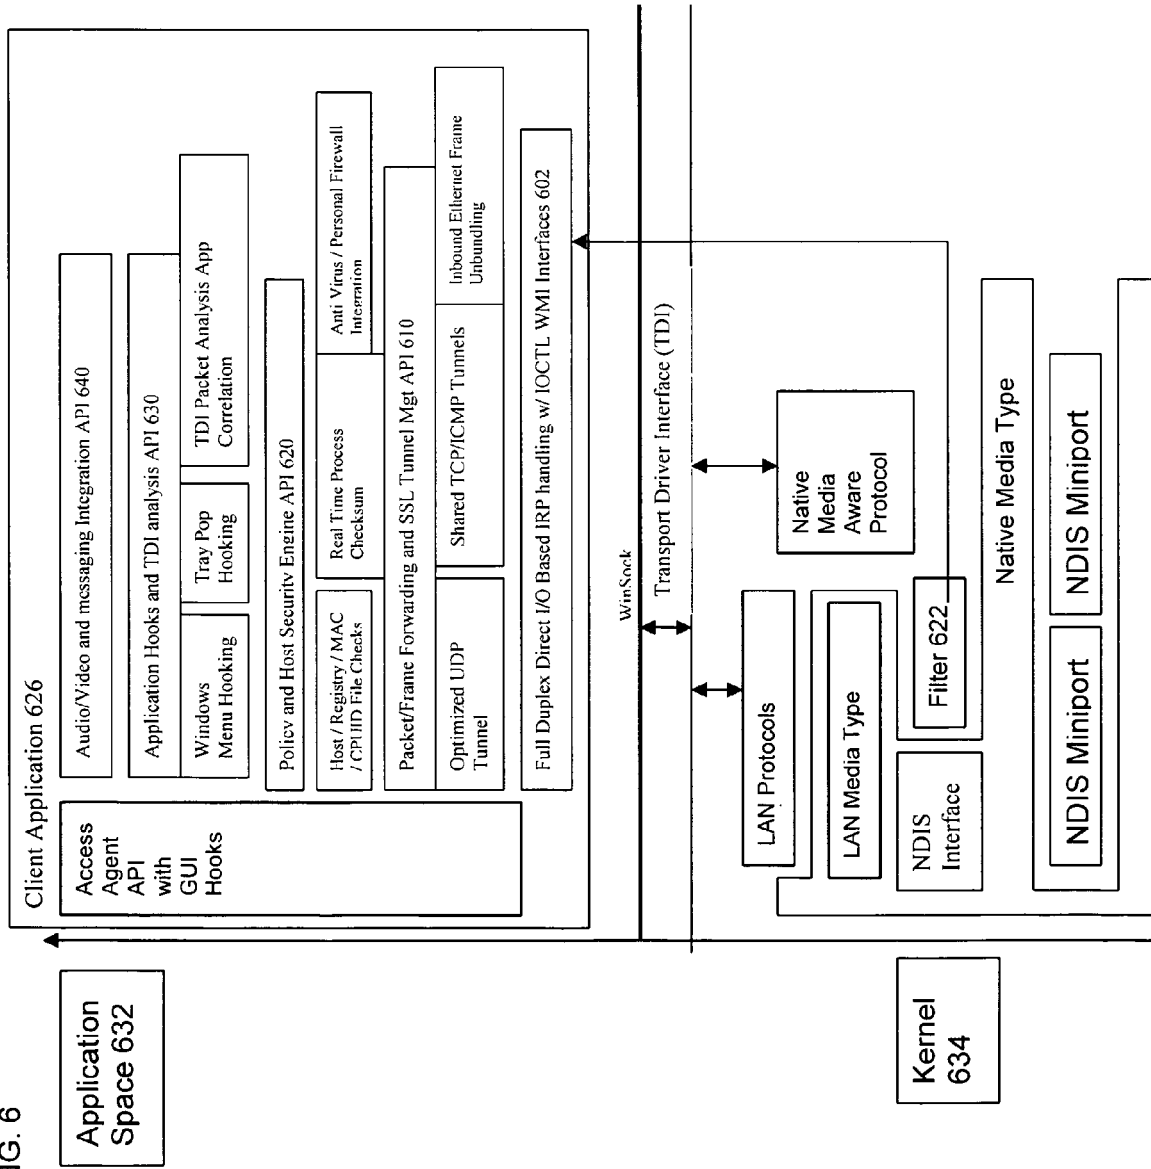 IG. 6
Application
Space 632
Kernel
634
Client Application 626
Access
Agent
API
with
GUI
Hooks
Audio/Video and messaging Integration API 640
Application Hooks and TDI analysis API 630
Windows
Menu Hooking
Tray Pop
Hooking
TDI Packet Analysis App
Correlation
Policy and Host Security Engine API 620
Host / Registry / MAC
/ CPUID File Checks
Real Time Process
Checksum
Anti Virus / Personal Firewall
Integration
Packet/Frame Forwarding and SSL Tunnel Mgt API 610
Optimized UDP
Tunnel
Shared TCP/ICMP Tunnels
Inbound Ethernet Frame
Unbundling
Full Duplex Direct I/O Based IRP handling w/ IOCTL WMI Interfaces 602
WinSock
Transport Driver Interface (TDI)
LAN Protocols
Native
Media
Aware
Protocol
LAN Media Type
NDIS
Interface
Filter 622
Native Media Type
NDIS Miniport
NDIS Miniport